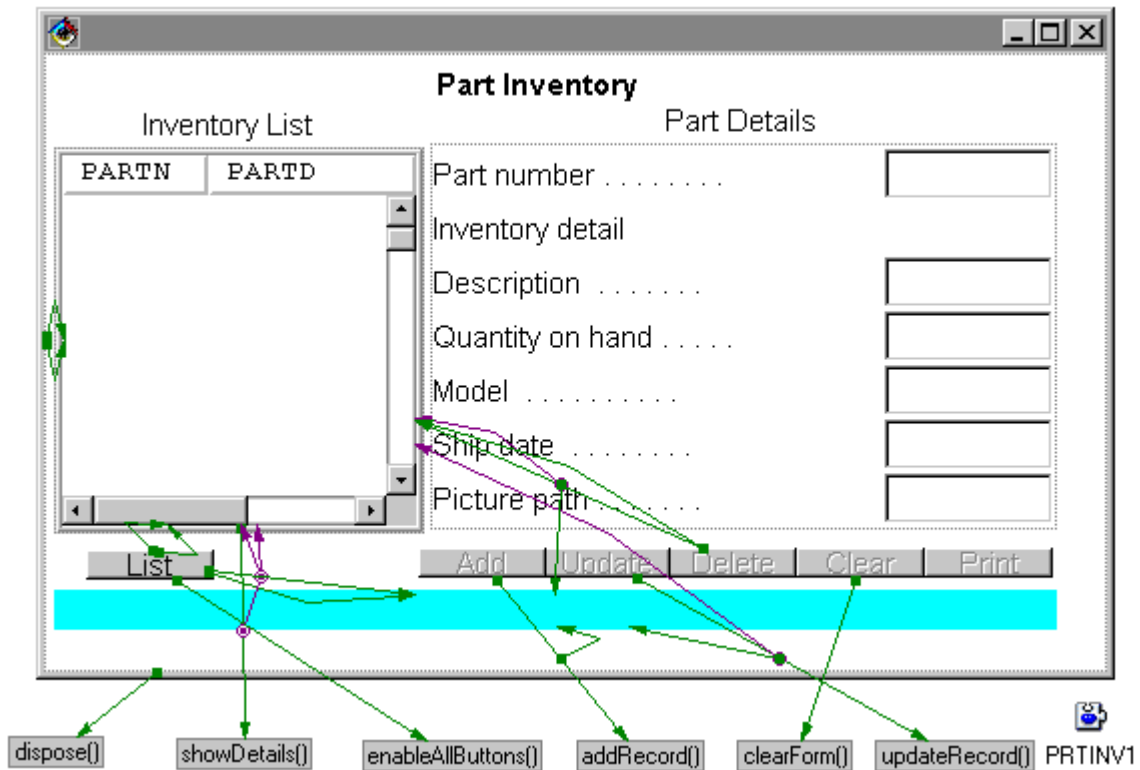 Part Inventory
Inventory List
Part Details
PARTN PARTD
Part number . . . . . . . .
Inventory detail
Description . . . . . . .
Quantity on hand . . . . .
Model . . . . . . . . . .
Ship date . . . . . . . .
Picture path . . . . . . .
List Add Update Delete Clear Print
dispose() showDetails() enableAllButtons() addRecord() clearForm() updateRecord() PRTINV1